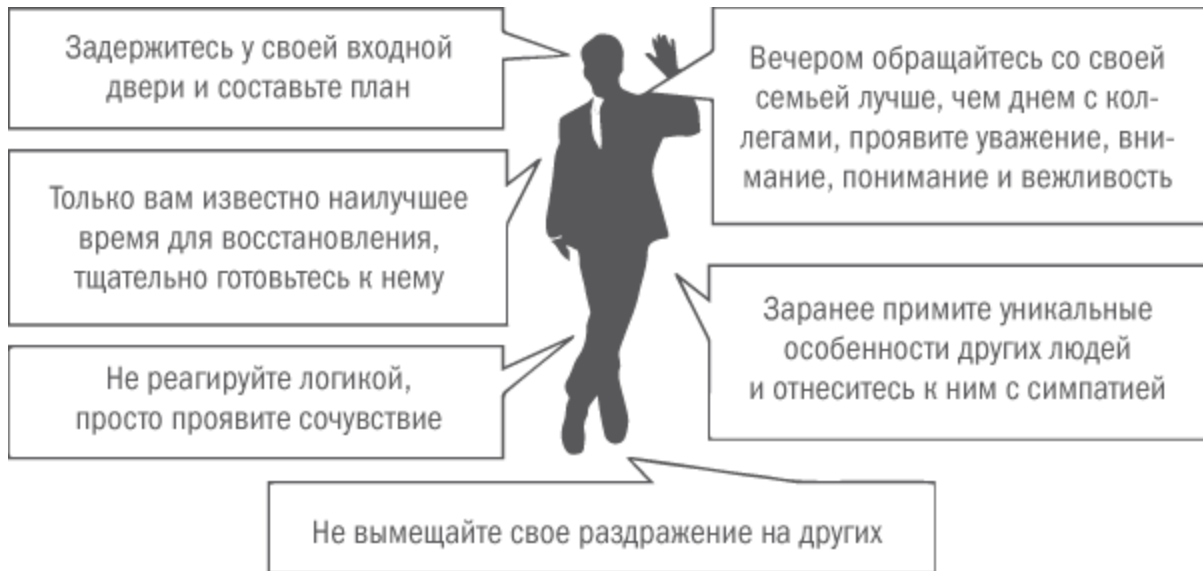 Задержитесь у своей входной
двери и составьте план
Вечером обращайтесь со своей
семьей лучше, чем днем с кол-
легами, проявите уважение, вни-
мание, понимание и вежливость
Только вам известно наилучшее
время для восстановления,
тщательно готовьтесь к нему
Заранее примите уникальные
особенности других людей
и отнеситесь к ним с симпатией
Не реагируйте логикой,
просто проявите сочувствие
Не вымещайте свое раздражение на других